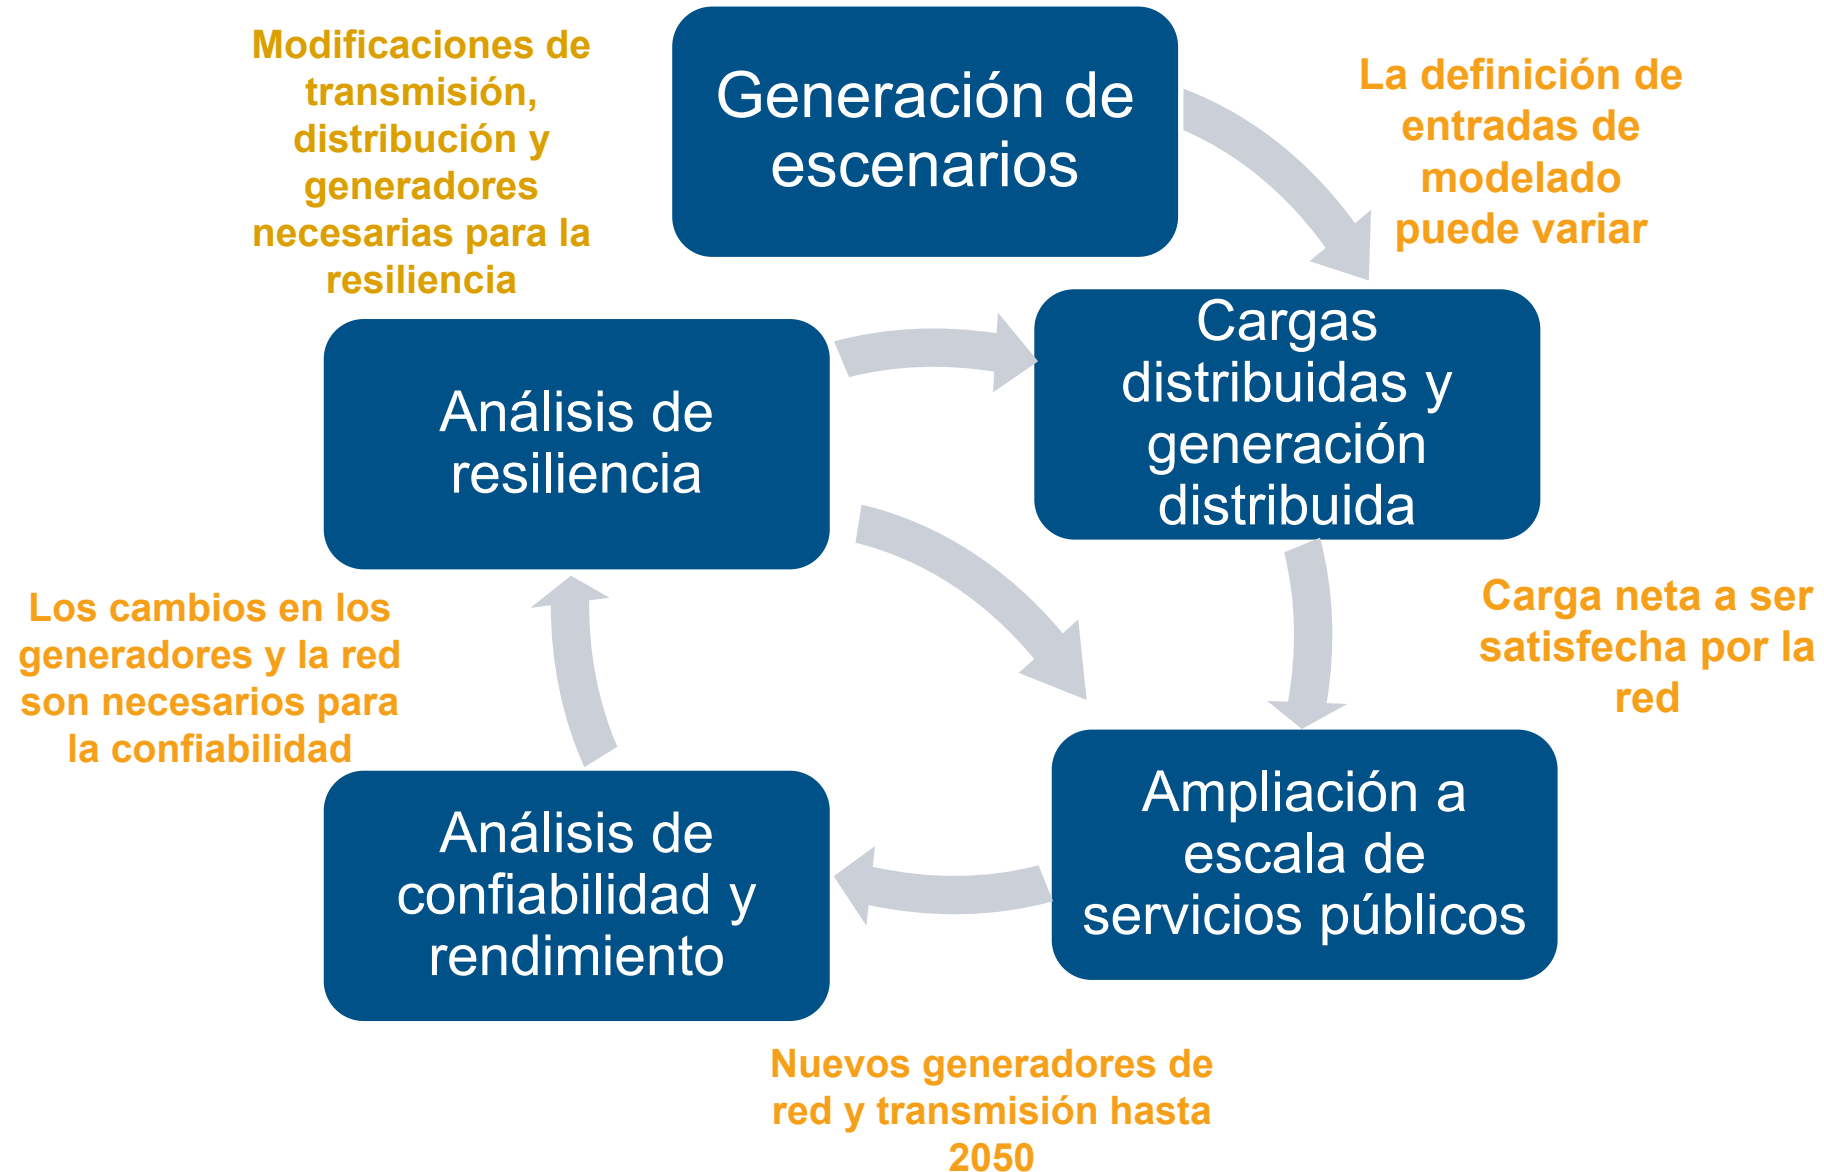 Modificaciones de
transmisión,
distribución y
generadores
necesarias para la
resiliencia
Generación de
escenarios
La definición de
entradas de
modelado
puede variar
Análisis de
resiliencia
Cargas
distribuidas y
generación
distribuida
Los cambios en los
generadores y la red
son necesarios para
la confiabilidad
Carga neta a ser
satisfecha por la
red
Análisis de
confiabilidad y
rendimiento
Ampliación a
escala de
servicios públicos
Nuevos generadores de
red y transmisión hasta
2050